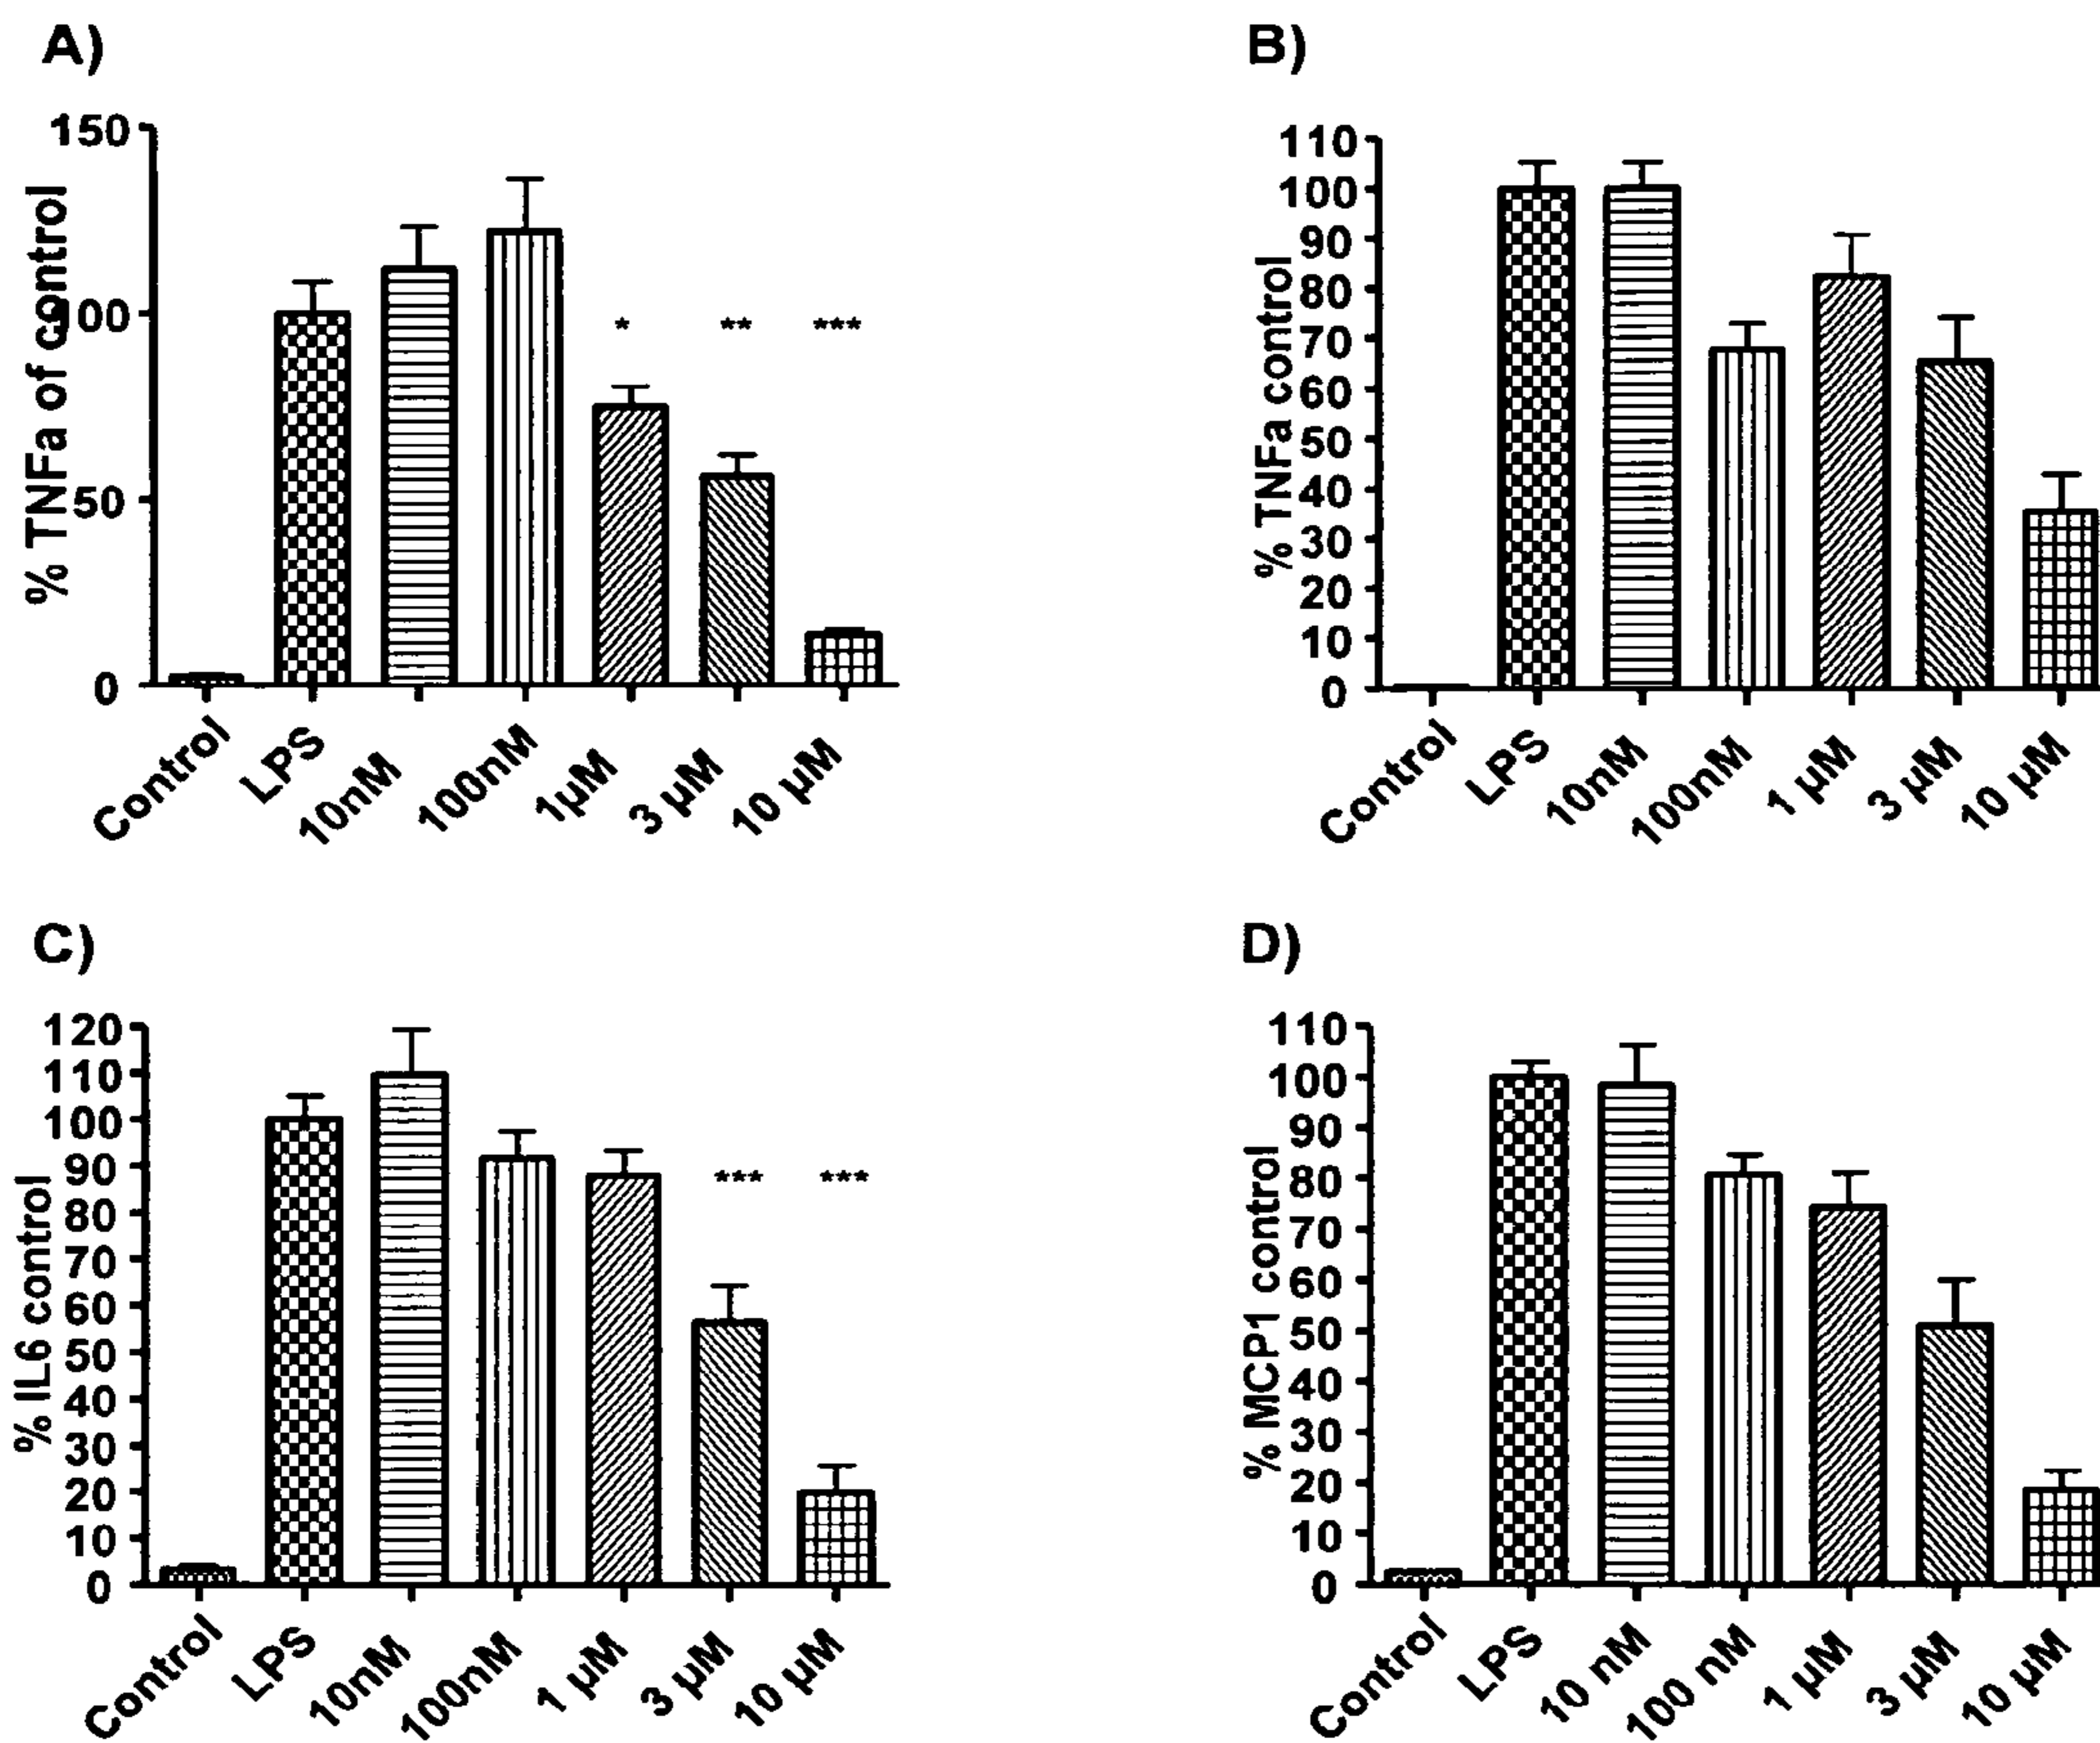 A)
% TNFa of control
150
100
50
0
*
**
***
Control
LPS
10nM
100nM
1µM
3 µM
10 µM
B)
% TNFa control
110
100
90
80
70
60
50
40
30
20
10
0
Control
LPS
10nM
100nM
1 µM
3 µM
10 µM
C)
% IL6 control
120
110
100
90
80
70
60
50
40
30
20
10
0
***
***
Control
LPS
10nM
100nM
1 µM
3 µM
10 µM
D)
% MCP1 control
110
100
90
80
70
60
50
40
30
20
10
0
Control
LPS
10 nM
100 nM
1 µM
3 µM
10 µM